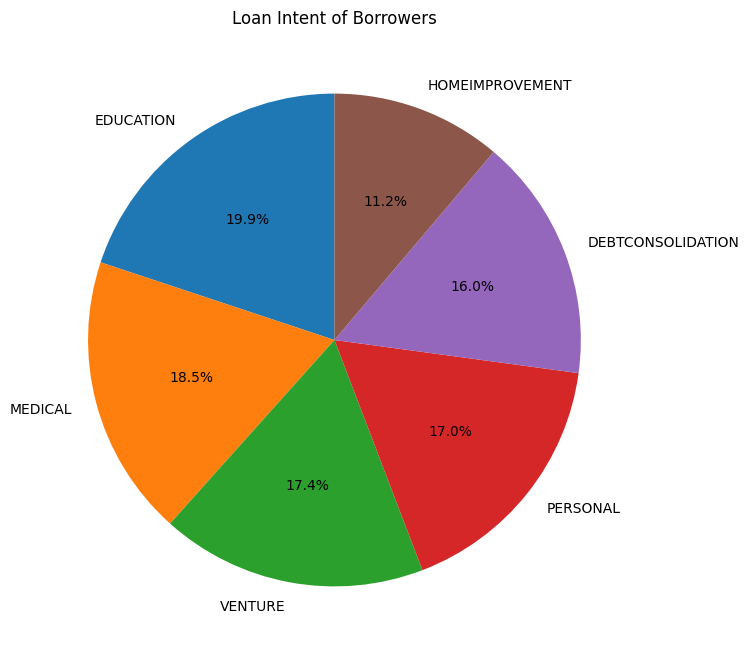 Loan Intent of Borrowers
HOMEIMPROVEMENT
EDUCATION
11.2%
19.9%
DEBTCONSOLIDATION
16.0%
18.5%
MEDICAL
17.0%
17.4%
PERSONAL
VENTURE